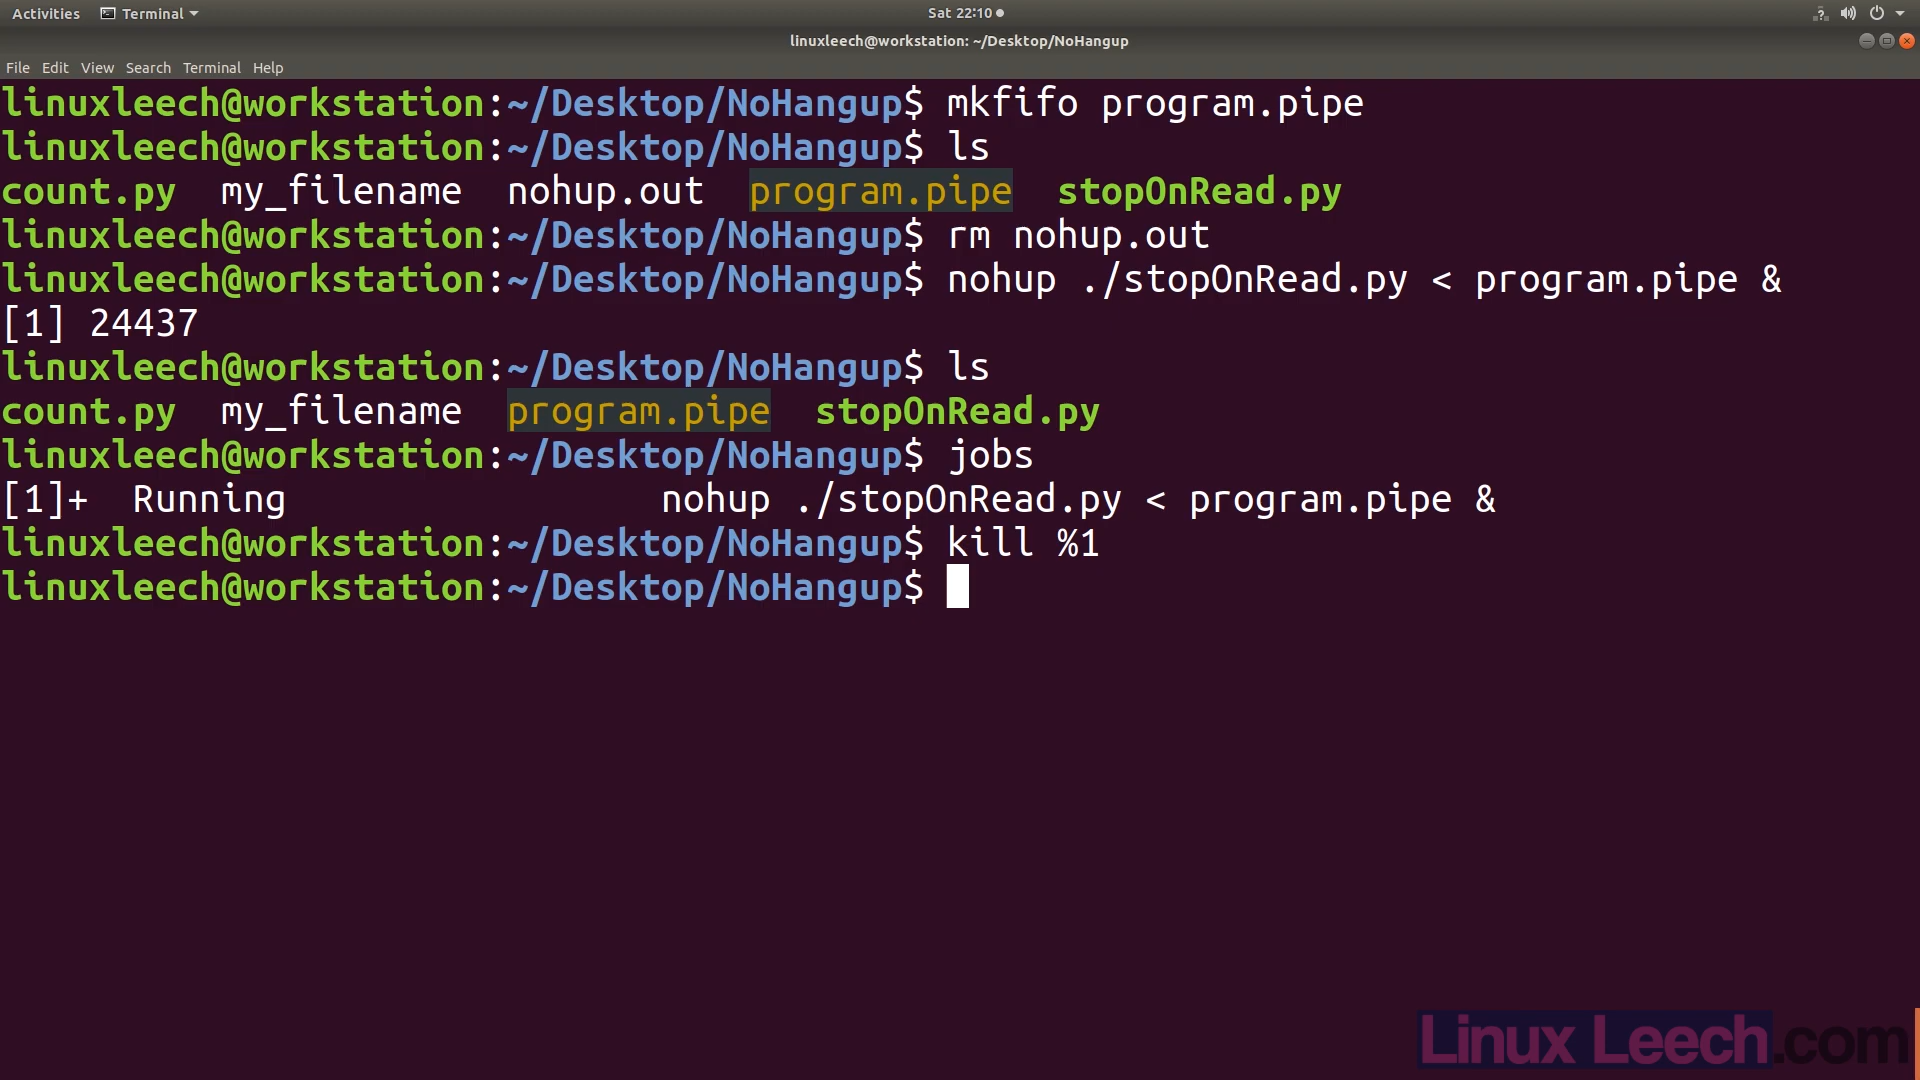 Activities Terminal Sat 22:10
linuxleech@workstation: ~/Desktop/NoHangup
File Edit View Search Terminal Help
linuxleech@workstation:~/Desktop/NoHangup$ mkfifo program.pipe
linuxleech@workstation:~/Desktop/NoHangup$ ls
count.py my_filename nohup.out program.pipe stopOnRead.py
linuxleech@workstation:~/Desktop/NoHangup$ rm nohup.out
linuxleech@workstation:~/Desktop/NoHangup$ nohup ./stopOnRead.py < program.pipe &
[1] 24437
linuxleech@workstation:~/Desktop/NoHangup$ ls
count.py my_filename program.pipe stopOnRead.py
linuxleech@workstation:~/Desktop/NoHangup$ jobs
[1]+ Running nohup ./stopOnRead.py < program.pipe &
linuxleech@workstation:~/Desktop/NoHangup$ kill %1
linuxleech@workstation:~/Desktop/NoHangup$
Linux Leech.com